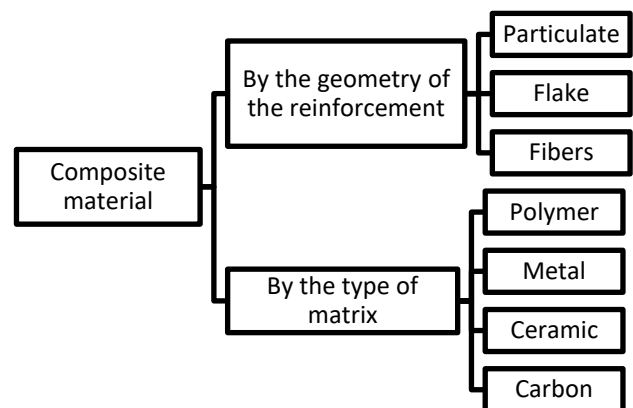 Composite
material
By the geometry of
the reinforcement
Particulate
Flake
Fibers
By the type of
matrix
Polymer
Metal
Ceramic
Carbon